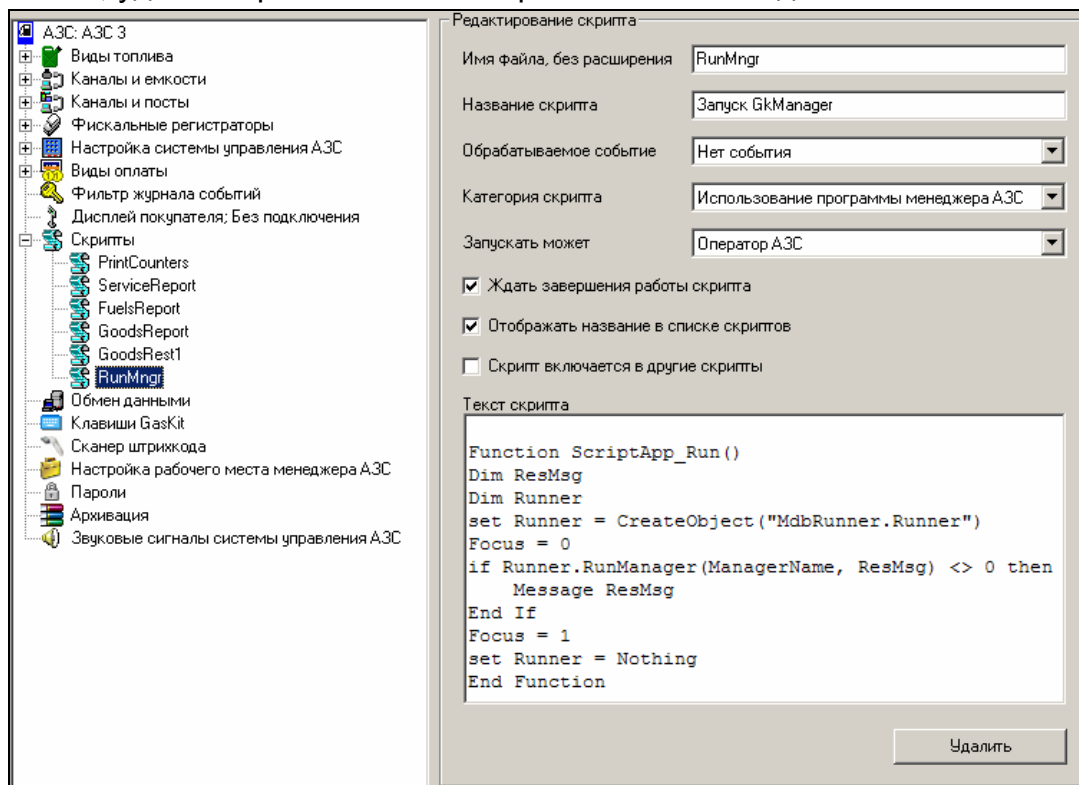 АЗС: АЗС 3
Виды топлива
Каналы и емкости
Каналы и посты
Фискальные регистраторы
Настройка системы управления АЗС
Виды оплаты
Фильтр журнала событий
Дисплей покупателя; Без подключения
Скрипты
PrintCounters
ServiceReport
FuelsReport
GoodsReport
GoodsRest1
RunMngr
Обмен данными
Клавиши GasKit
Сканер штрихкода
Настройка рабочего места менеджера АЗС
Пароли
Архивация
Звуковые сигналы системы управления АЗС
Редактирование скрипта
Имя файла, без расширения RunMngr
Название скрипта Запуск GkManager
Обрабатываемое событие Нет события
Категория скрипта Использование программы менеджера АЗС
Запускать может Оператор АЗС
Ждать завершения работы скрипта
Отображать название в списке скриптов
Скрипт включается в другие скрипты
Текст скрипта
Function ScriptApp_Run()
Dim ResMsg
Dim Runner
set Runner = CreateObject("MdbRunner.Runner")
Focus = 0
if Runner.RunManager(ManagerName, ResMsg) <> 0 then
Message ResMsg
End If
Focus = 1
set Runner = Nothing
End Function
Удалить